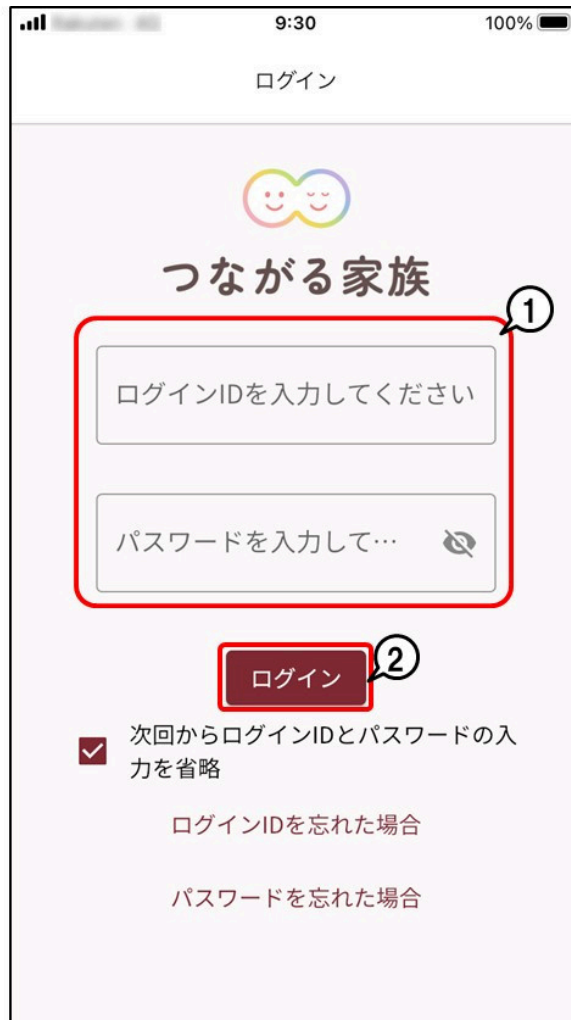 9:30
100%
ログイン
つながる家族
1
ログインIDを入力してください
パスワードを入力して…
ログイン
2
次回からログインIDとパスワードの入
力を省略
ログインIDを忘れた場合
パスワードを忘れた場合